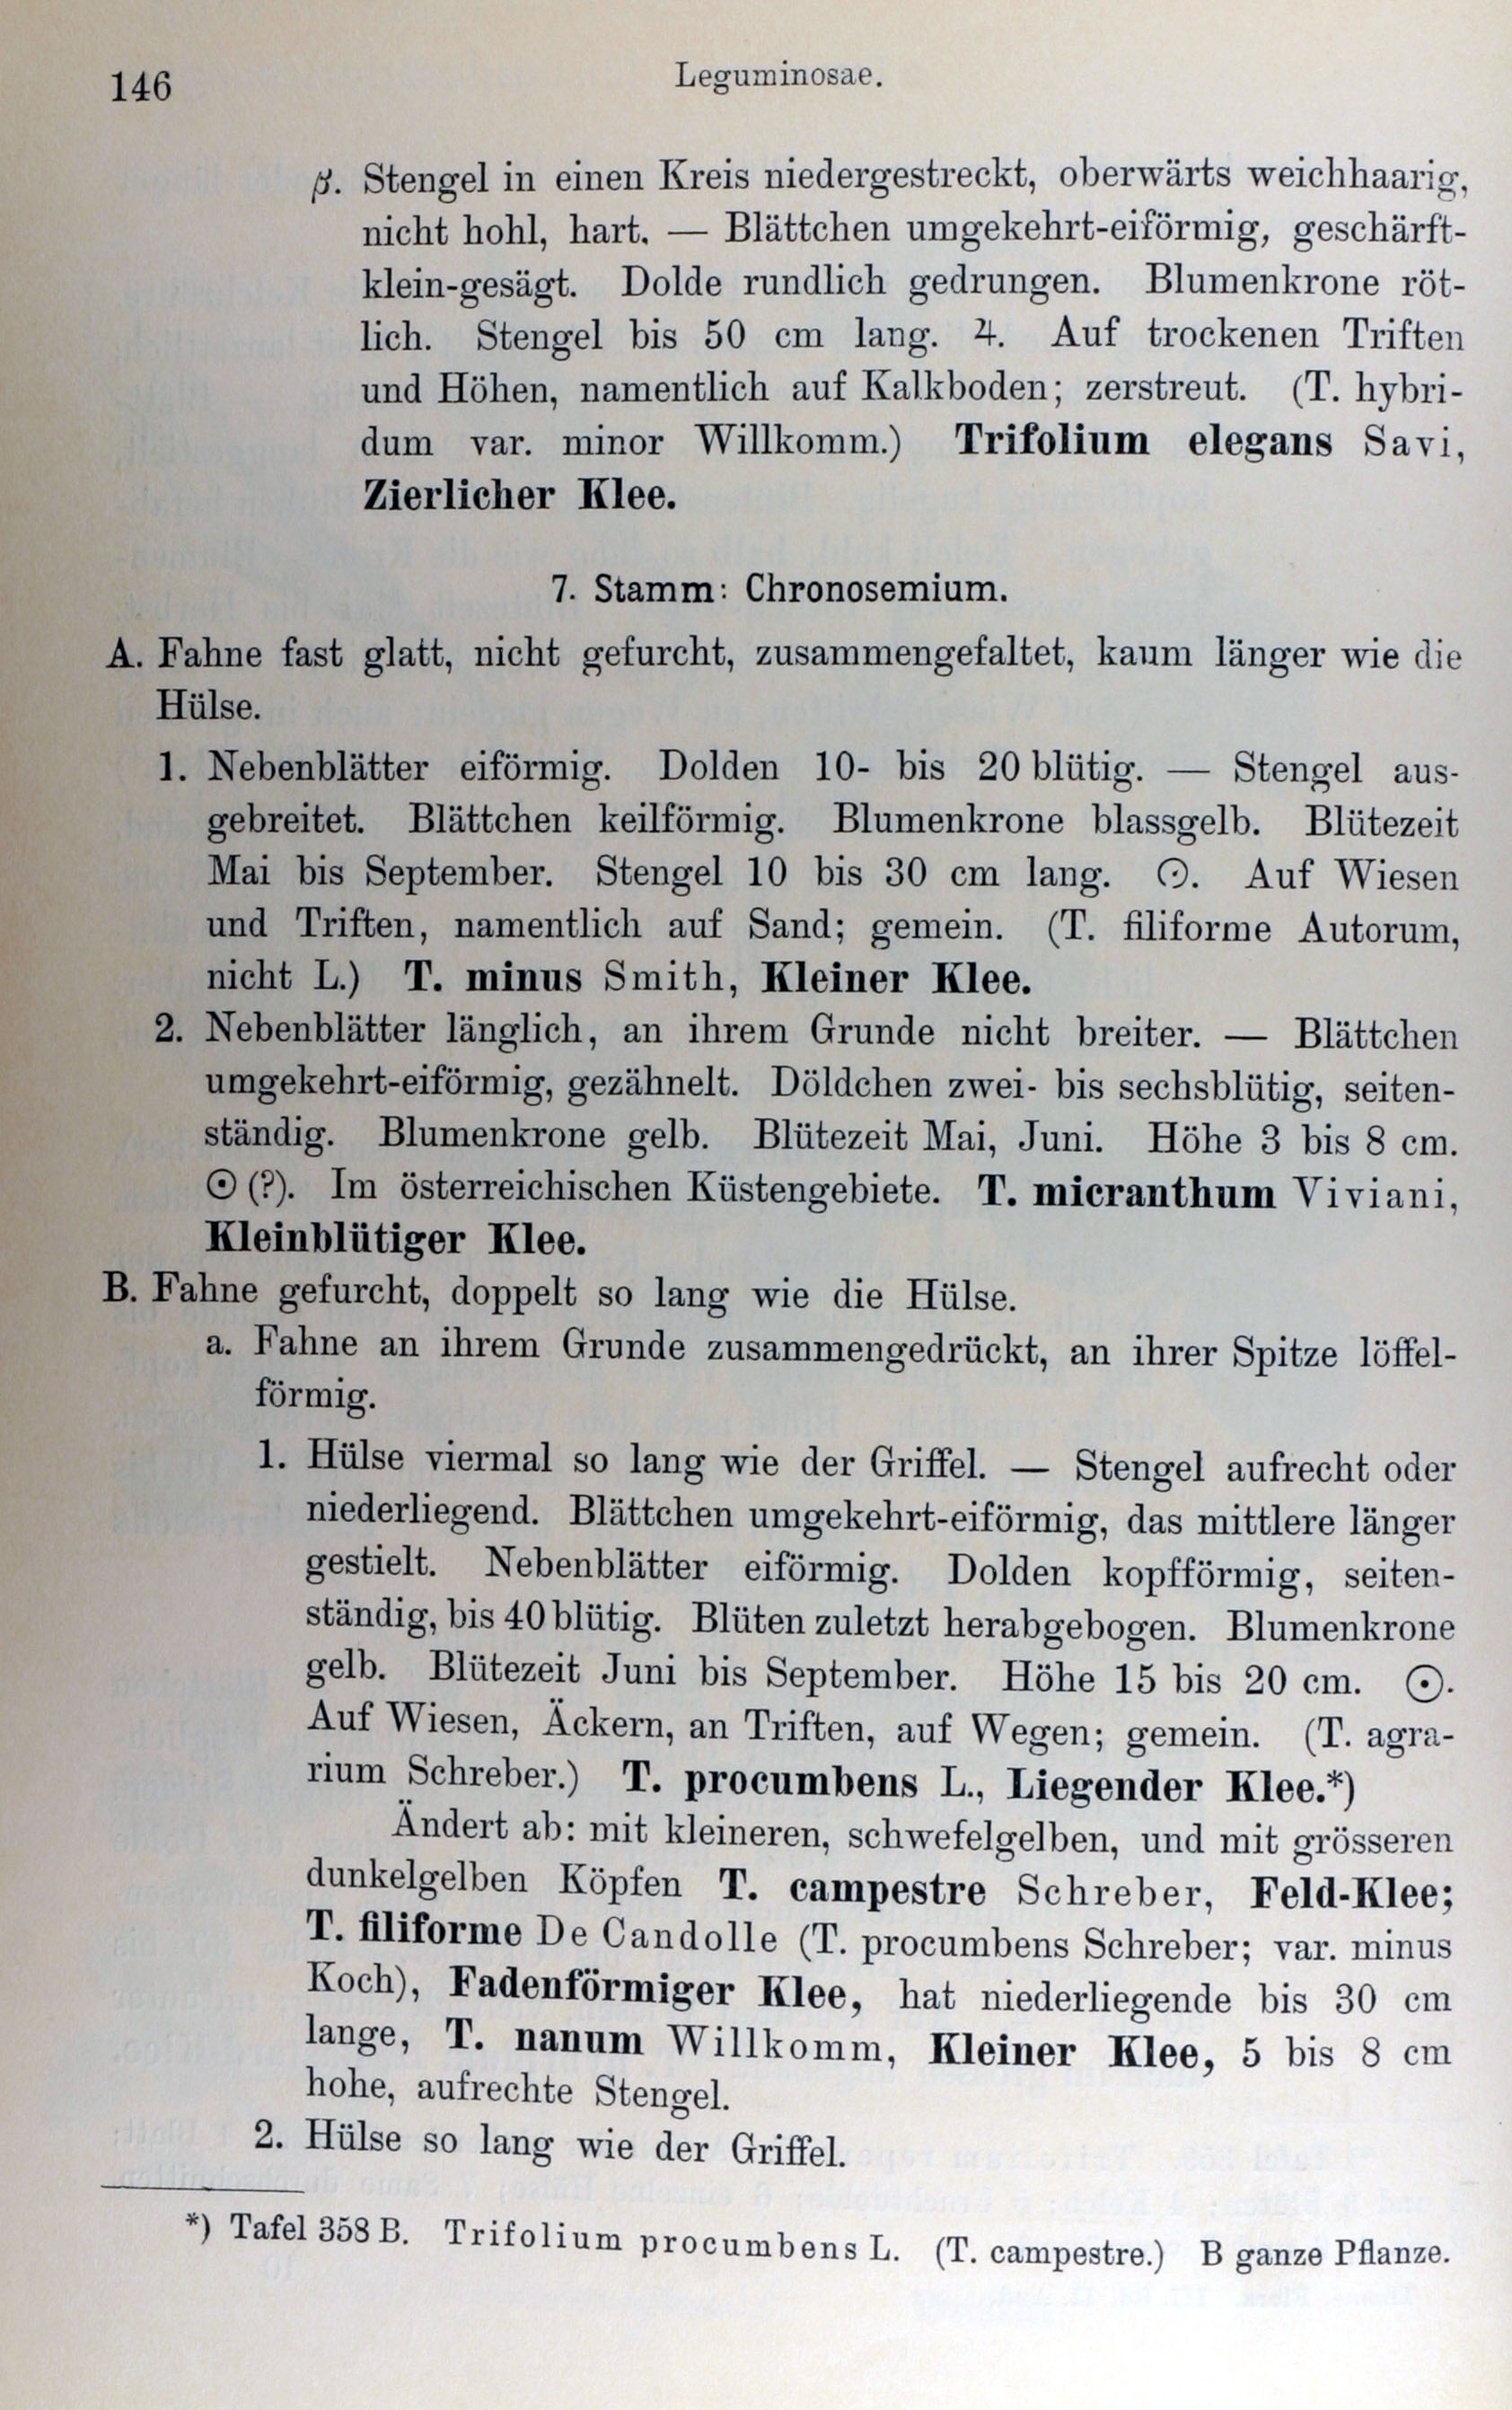 146
Leguminosae.
β. Stengel in einen Kreis niedergestreckt, oberwärts weichhaarig,
nicht hohl, hart. — Blättchen umgekehrt-eiförmig, geschärft-
klein-gesägt. Dolde rundlich gedrungen. Blumenkrone röt-
lich. Stengel bis 50 cm lang. ♃. Auf trockenen Triften
und Höhen, namentlich auf Kalkboden; zerstreut. (T. hybri-
dum var. minor Willkomm.) Trifolium elegans Savi,
Zierlicher Klee.
7. Stamm: Chronosemium.
A. Fahne fast glatt, nicht gefurcht, zusammengefaltet, kaum länger wie die
Hülse.
1. Nebenblätter eiförmig. Dolden 10- bis 20 blütig. — Stengel aus-
gebreitet. Blättchen keilförmig. Blumenkrone blassgelb. Blütezeit
Mai bis September. Stengel 10 bis 30 cm lang. ☉. Auf Wiesen
und Triften, namentlich auf Sand; gemein. (T. filiforme Autorum,
nicht L.) T. minus Smith, Kleiner Klee.
2. Nebenblätter länglich, an ihrem Grunde nicht breiter. — Blättchen
umgekehrt-eiförmig, gezähnelt. Döldchen zwei- bis sechsblütig, seiten-
ständig. Blumenkrone gelb. Blütezeit Mai, Juni. Höhe 3 bis 8 cm.
☉ (?). Im österreichischen Küstengebiete. T. micranthum Viviani,
Kleinblütiger Klee.
B. Fahne gefurcht, doppelt so lang wie die Hülse.
a. Fahne an ihrem Grunde zusammengedrückt, an ihrer Spitze löffel-
förmig.
1. Hülse viermal so lang wie der Griffel. — Stengel aufrecht oder
niederliegend. Blättchen umgekehrt-eiförmig, das mittlere länger
gestielt. Nebenblätter eiförmig. Dolden kopfförmig, seiten-
ständig, bis 40 blütig. Blüten zuletzt herabgebogen. Blumenkrone
gelb. Blütezeit Juni bis September. Höhe 15 bis 20 cm. ☉.
Auf Wiesen, Äckern, an Triften, auf Wegen; gemein. (T. agra-
rium Schreber.) T. procumbens L., Liegender Klee.*)
Ändert ab: mit kleineren, schwefelgelben, und mit grösseren
dunkelgelben Köpfen T. campestre Schreber, Feld-Klee;
T. filiforme De Candolle (T. procumbens Schreber; var. minus
Koch), Fadenförmiger Klee, hat niederliegende bis 30 cm
lange, T. nanum Willkomm, Kleiner Klee, 5 bis 8 cm
hohe, aufrechte Stengel.
2. Hülse so lang wie der Griffel.
*) Tafel 358 B. Trifolium procumbens L. (T. campestre.) B ganze Pflanze.